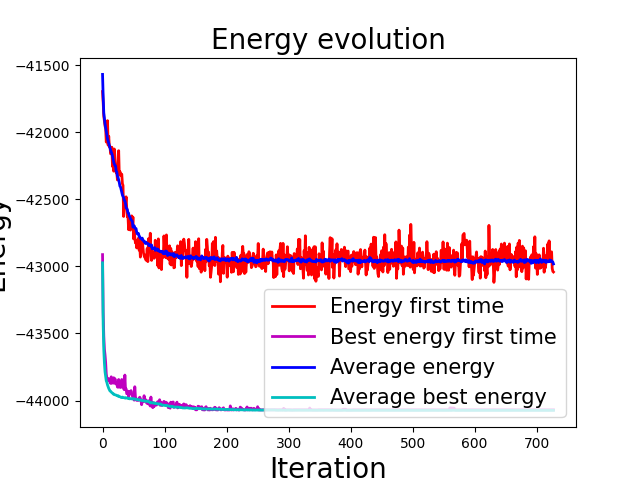 Energy evolution
−41500
−42000
−42500
−43000
−43500
−44000
Energy
0 100 200 300 400 500 600 700
Iteration
Energy first time
Best energy first time
Average energy
Average best energy